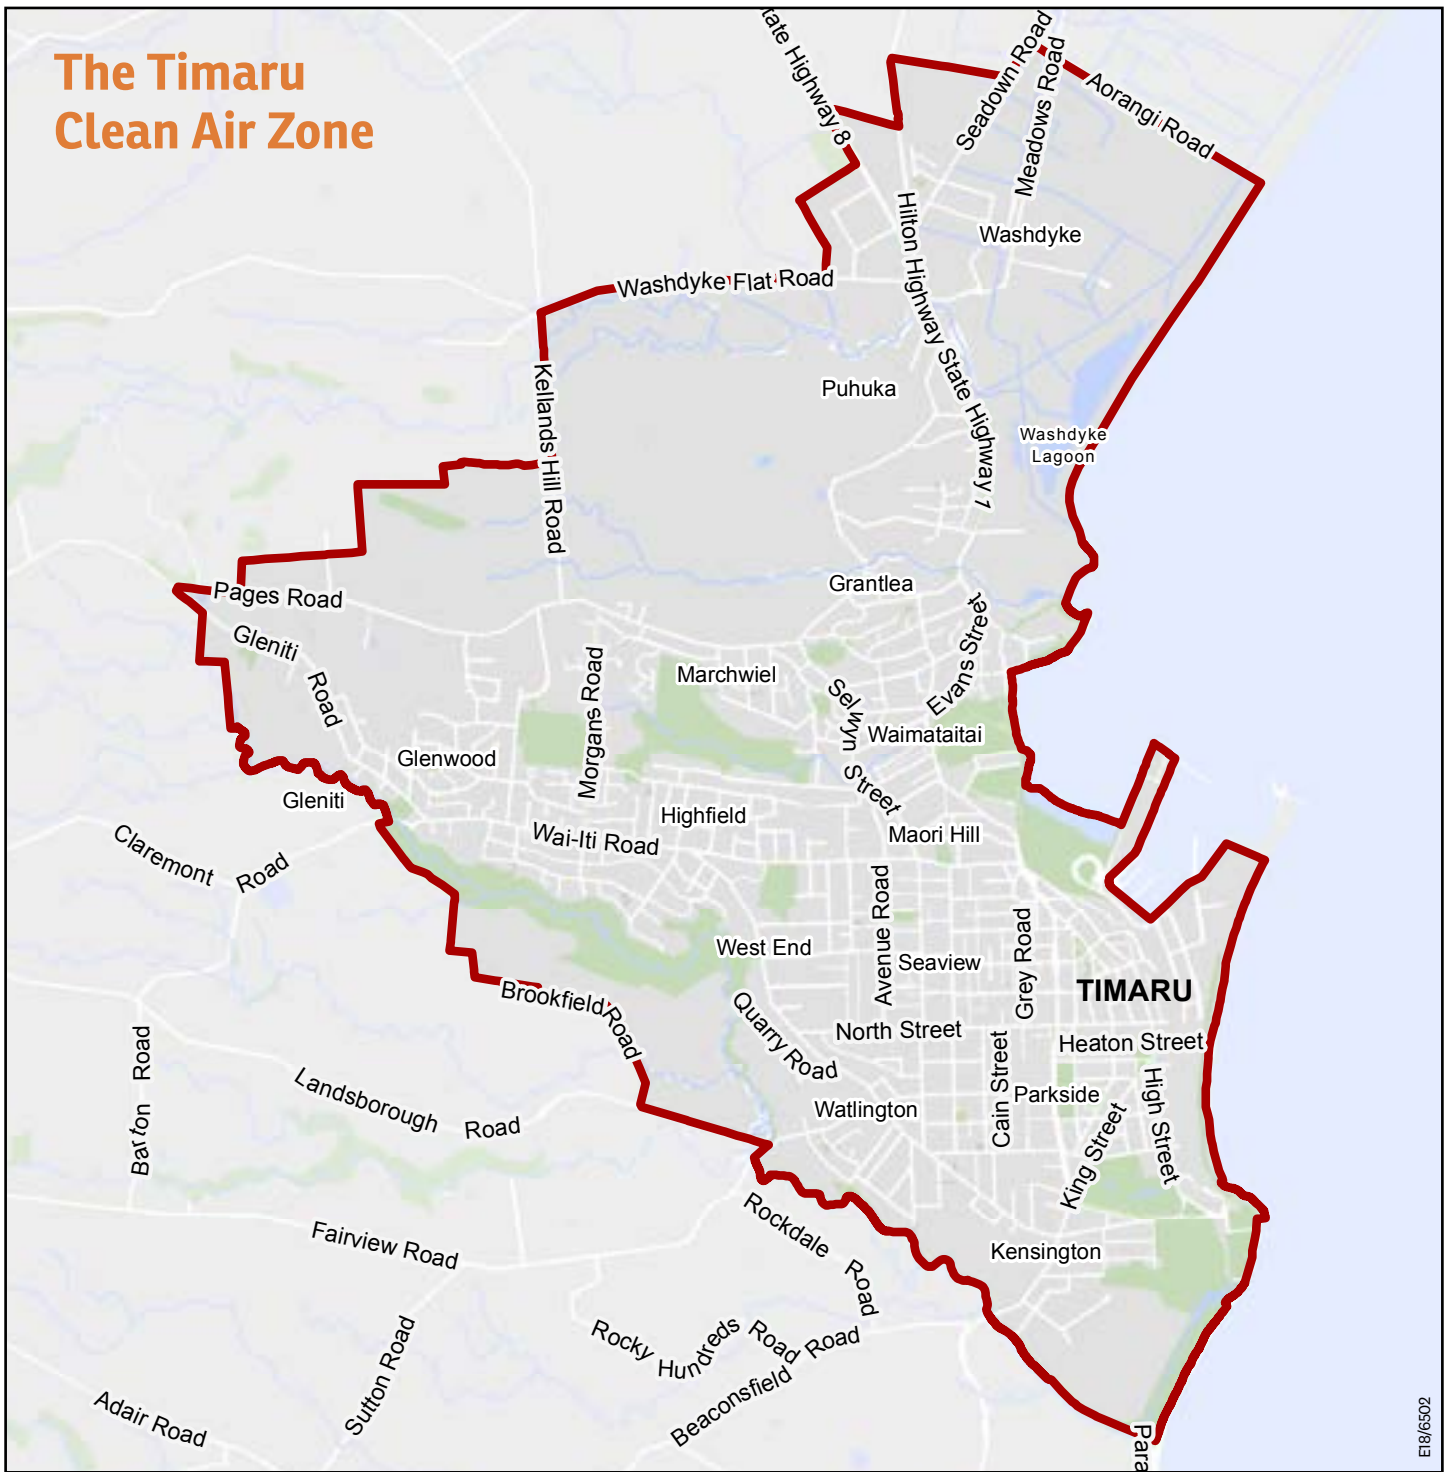 The Timaru
Clean Air Zone
tate Highway 8
Seadown Road
Meadows Road
Aorangi Road
Washdyke
Hilton Highway State Highway 1
Washdyke Flat Road
Kellands Hill Road
Puhuka
Washdyke
Lagoon
Pages Road
Gleniti Road
Grantlea
Evans Street
Marchwiel
Morgans Road
Selwyn Street
Waimataitai
Glenwood
Gleniti
Highfield
Wai-Iti Road
Maori Hill
Claremont Road
Avenue Road
West End
Seaview
Grey Road
TIMARU
Brookfield Road
Quarry Road
North Street
Heaton Street
Cain Street
Parkside
High Street
King Street
Barton Road
Landsborough Road
Watlington
Fairview Road
Rockdale Road
Kensington
Rocky Hundreds Road
Beaconsfield Road
Sutton Road
Adair Road
Para
E18/6502